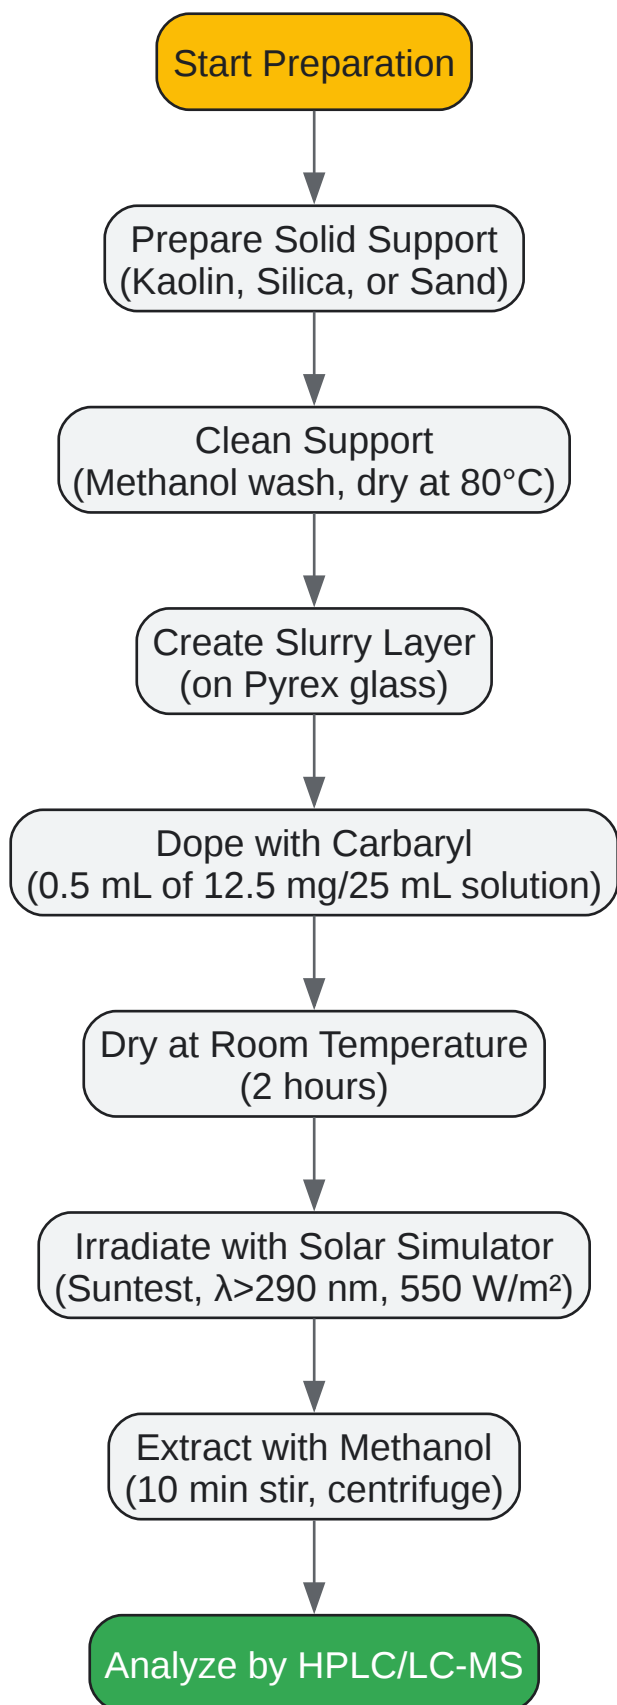 Start Preparation
Prepare Solid Support
(Kaolin, Silica, or Sand)
Clean Support
(Methanol wash, dry at 80°C)
Create Slurry Layer
(on Pyrex glass)
Dope with Carbaryl
(0.5 mL of 12.5 mg/25 mL solution)
Dry at Room Temperature
(2 hours)
Irradiate with Solar Simulator
(Suntest, λ>290 nm, 550 W/m²)
Extract with Methanol
(10 min stir, centrifuge)
Analyze by HPLC/LC-MS